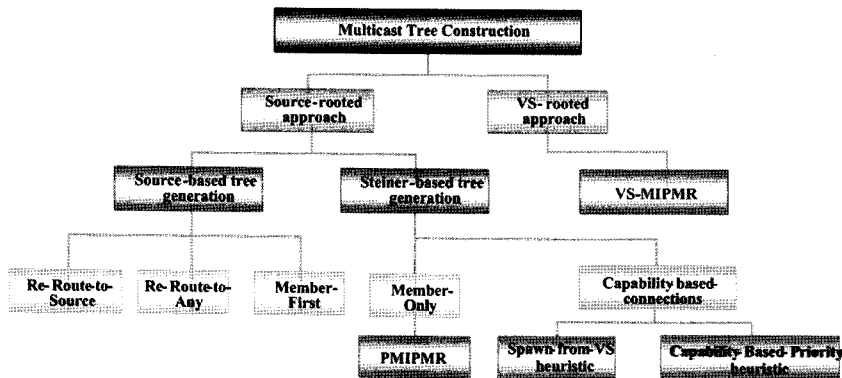 Multicast Tree Construction
Source-rooted
approach
VS- rooted
approach
Source-based tree
generation
Steiner-based tree
generation
VS-MIPMR
Re- Route-to-
Source
Re- Route-to-
Any
Member-
First
Member-
Only
Capability based-
connections
PMIPMR
Spawn-from-VS
heuristic
Capability-Based-Priority
heuristic